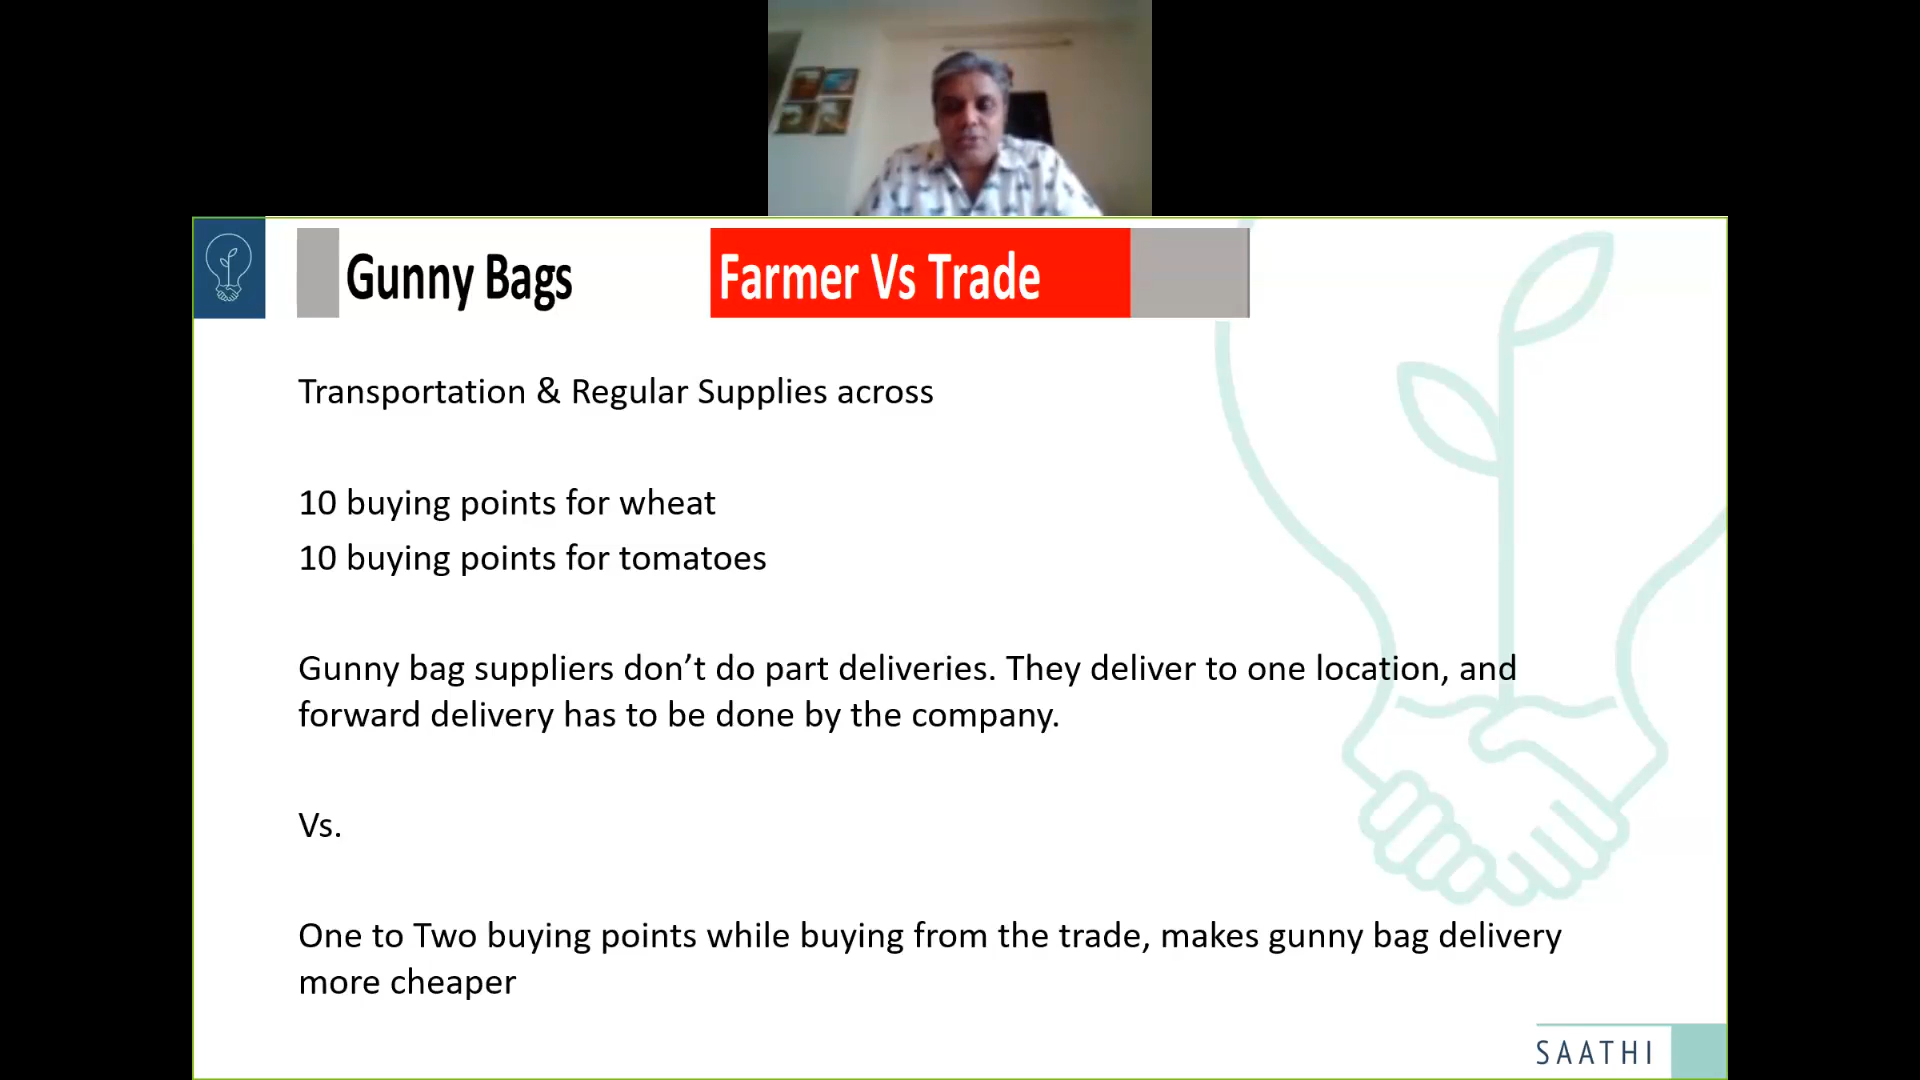 Gunny Bags
Farmer Vs Trade
Transportation & Regular Supplies across
10 buying points for wheat
10 buying points for tomatoes
Gunny bag suppliers don’t do part deliveries. They deliver to one location, and
forward delivery has to be done by the company.
Vs.
One to Two buying points while buying from the trade, makes gunny bag delivery
more cheaper
SAATHI